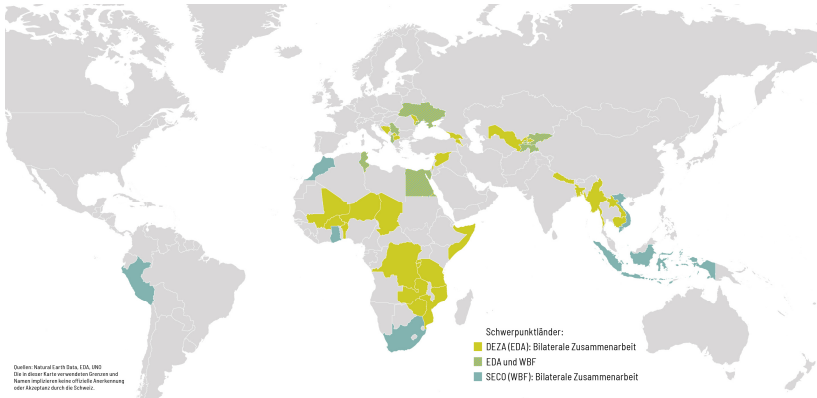 Schwerpunktländer:
DEZA (EDA): Bilaterale Zusammenarbeit
EDA und WBF
SECO (WBF): Bilaterale Zusammenarbeit
Quellen: Natural Earth Data, EDA, UNO
Die in dieser Karte verwendeten Grenzen und
Namen implizieren keine offizielle Anerkennung
oder Akzeptanz durch die Schweiz.